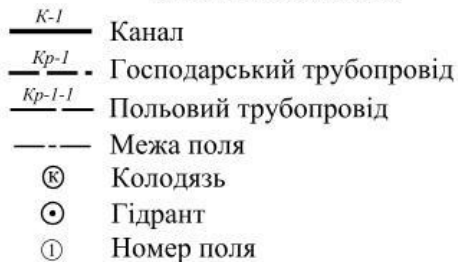 К-1
Канал
Кр-1
Господарський трубопровід
Кр-1-1
Польовий трубопровід
Межа поля
К Колодязь
Гідрант
1 Номер поля